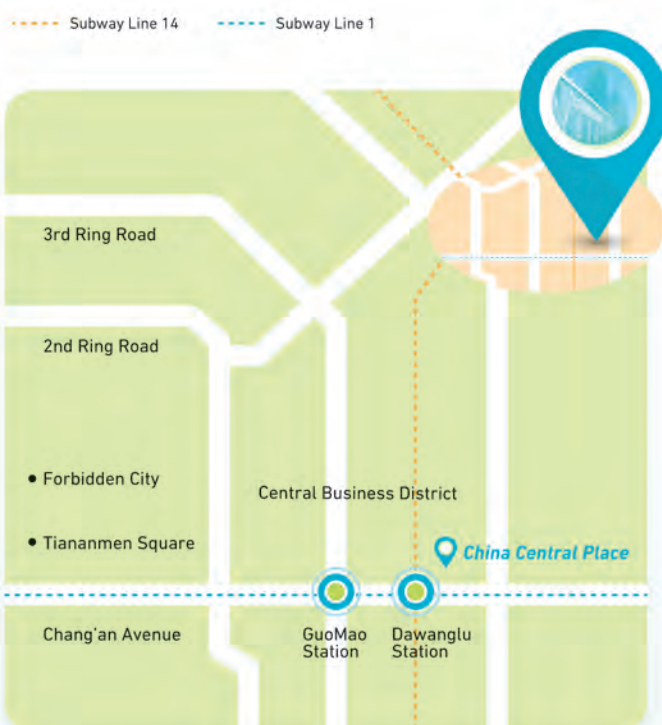 Subway Line 14
Subway Line 1
3rd Ring Road
2nd Ring Road
Forbidden City
Central Business District
Tiananmen Square
China Central Place
Chang'an Avenue
GuoMao
Station
Dawanglu
Station